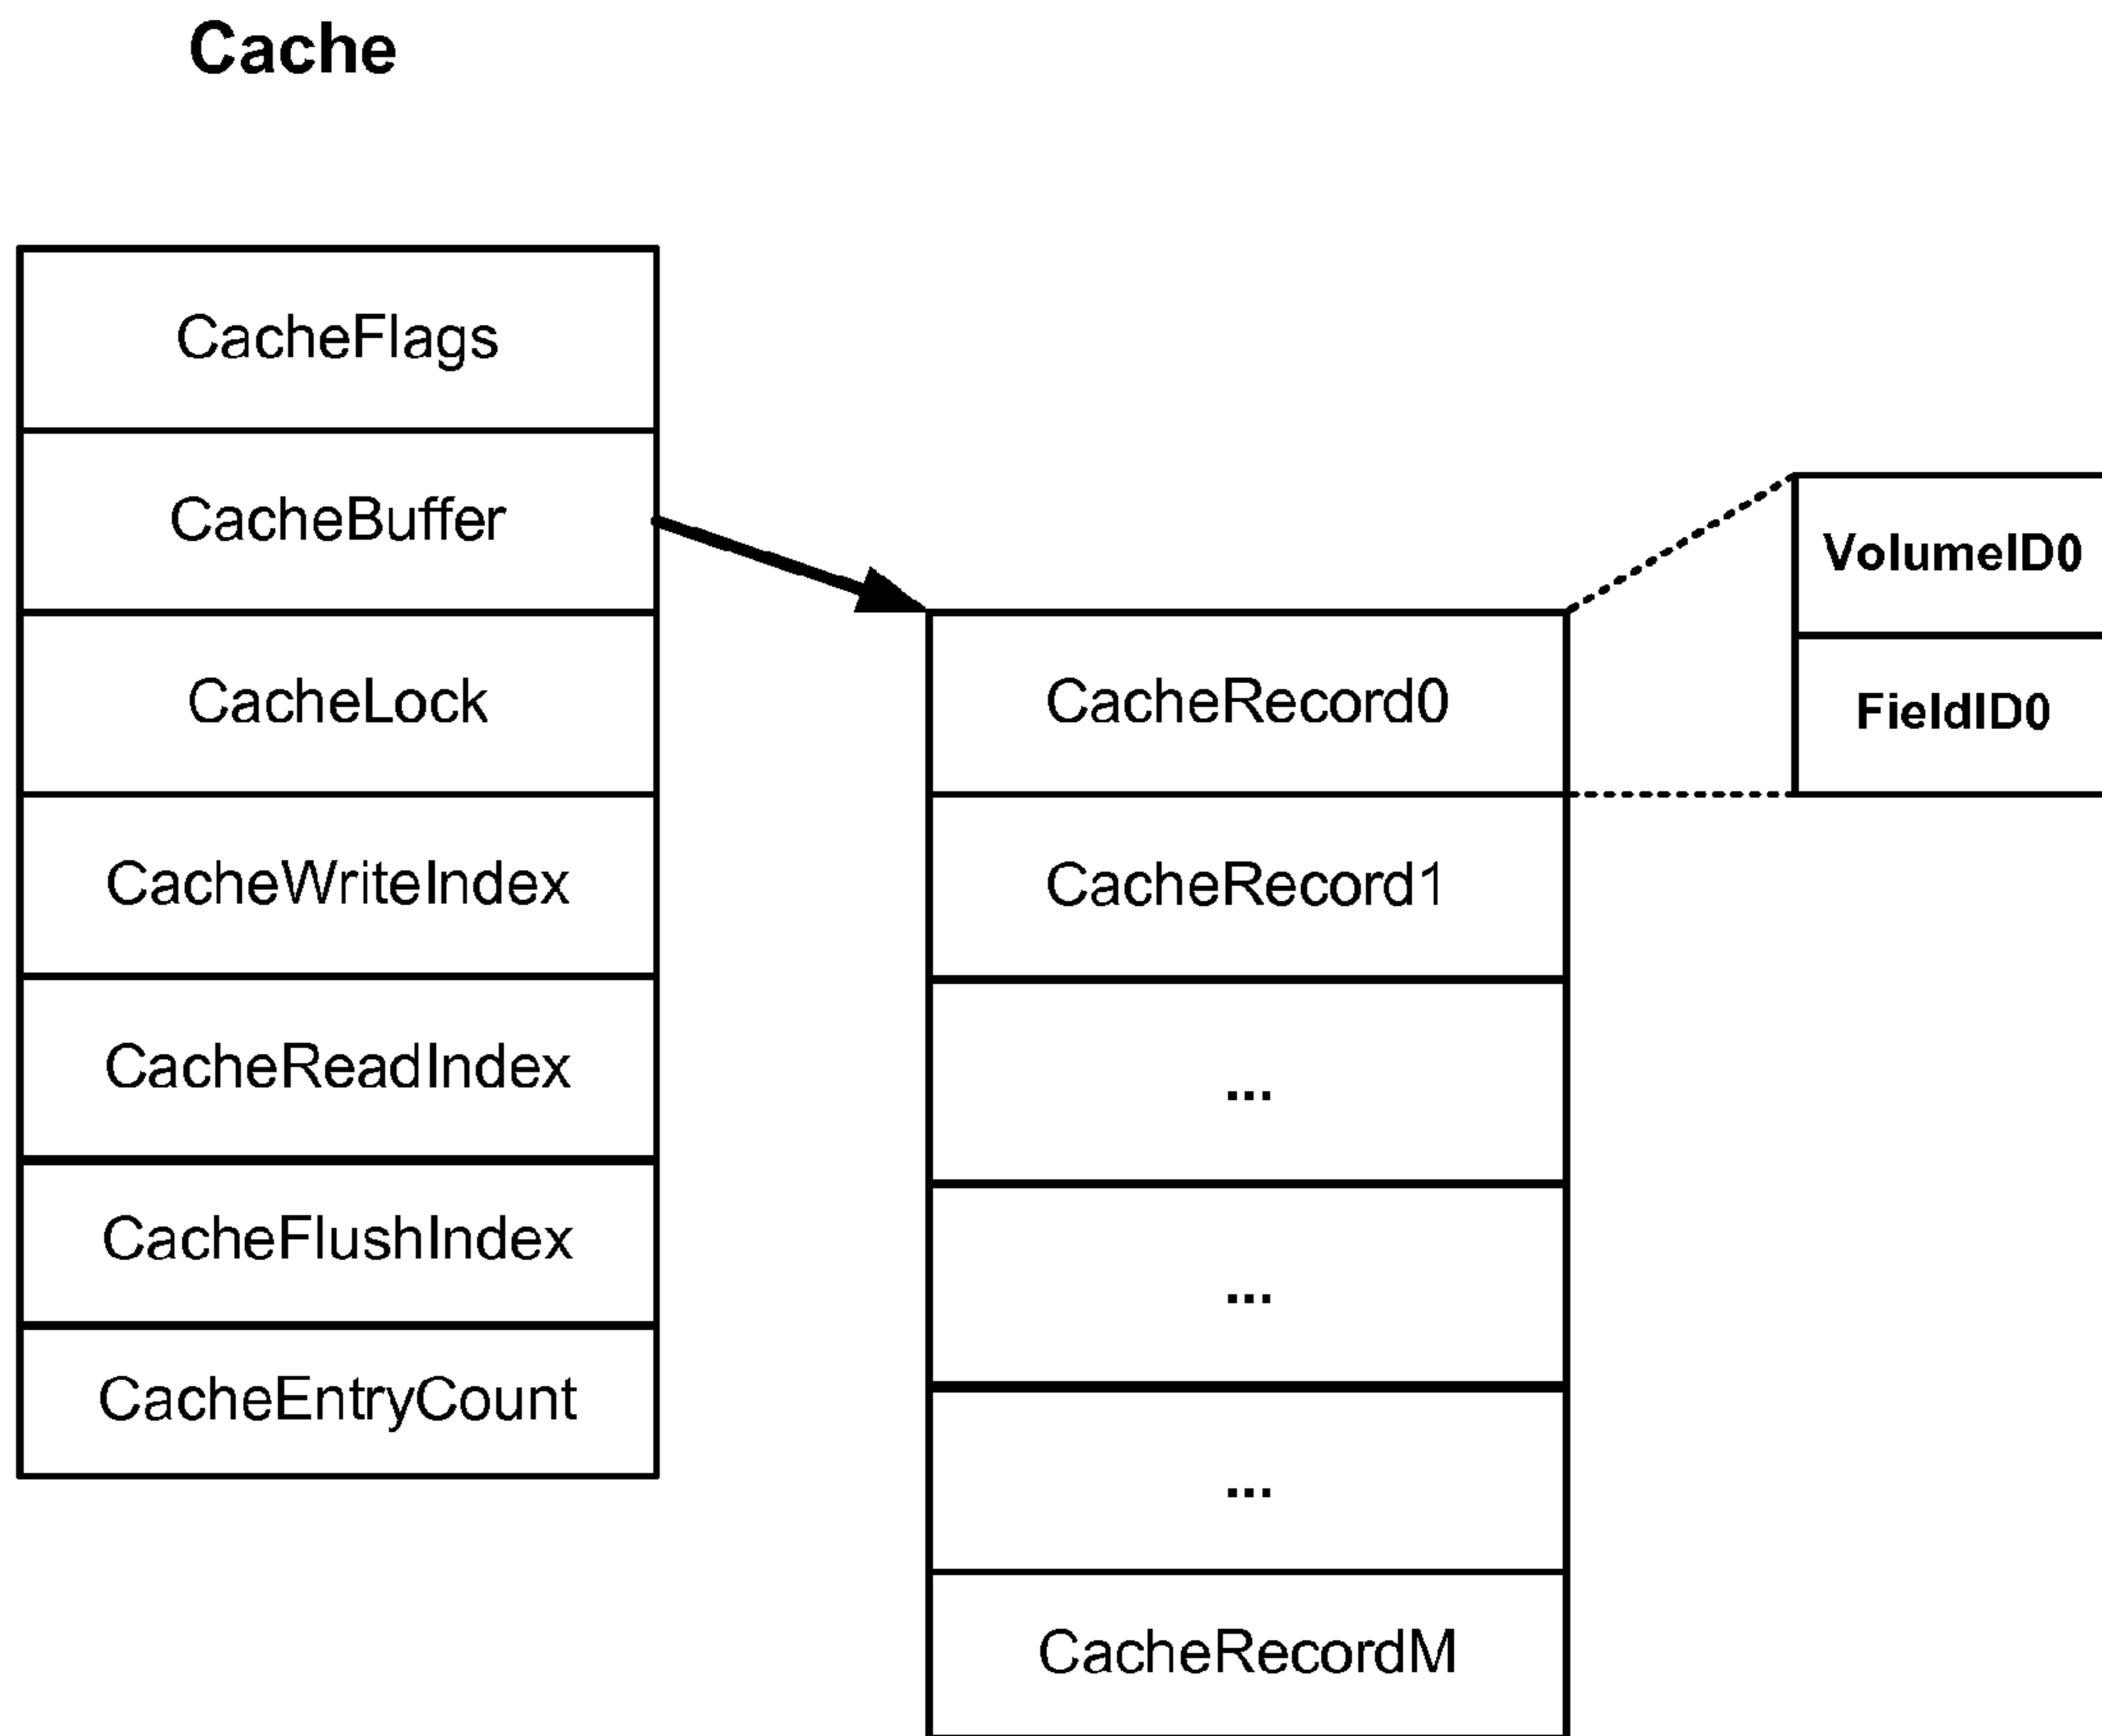 Cache
CacheFlags
CacheBuffer
CacheLock
CacheWriteIndex
CacheReadIndex
CacheFlushIndex
CacheEntryCount
CacheRecord0
CacheRecord1
...
...
...
CacheRecordM
VolumeID0
FieldID0